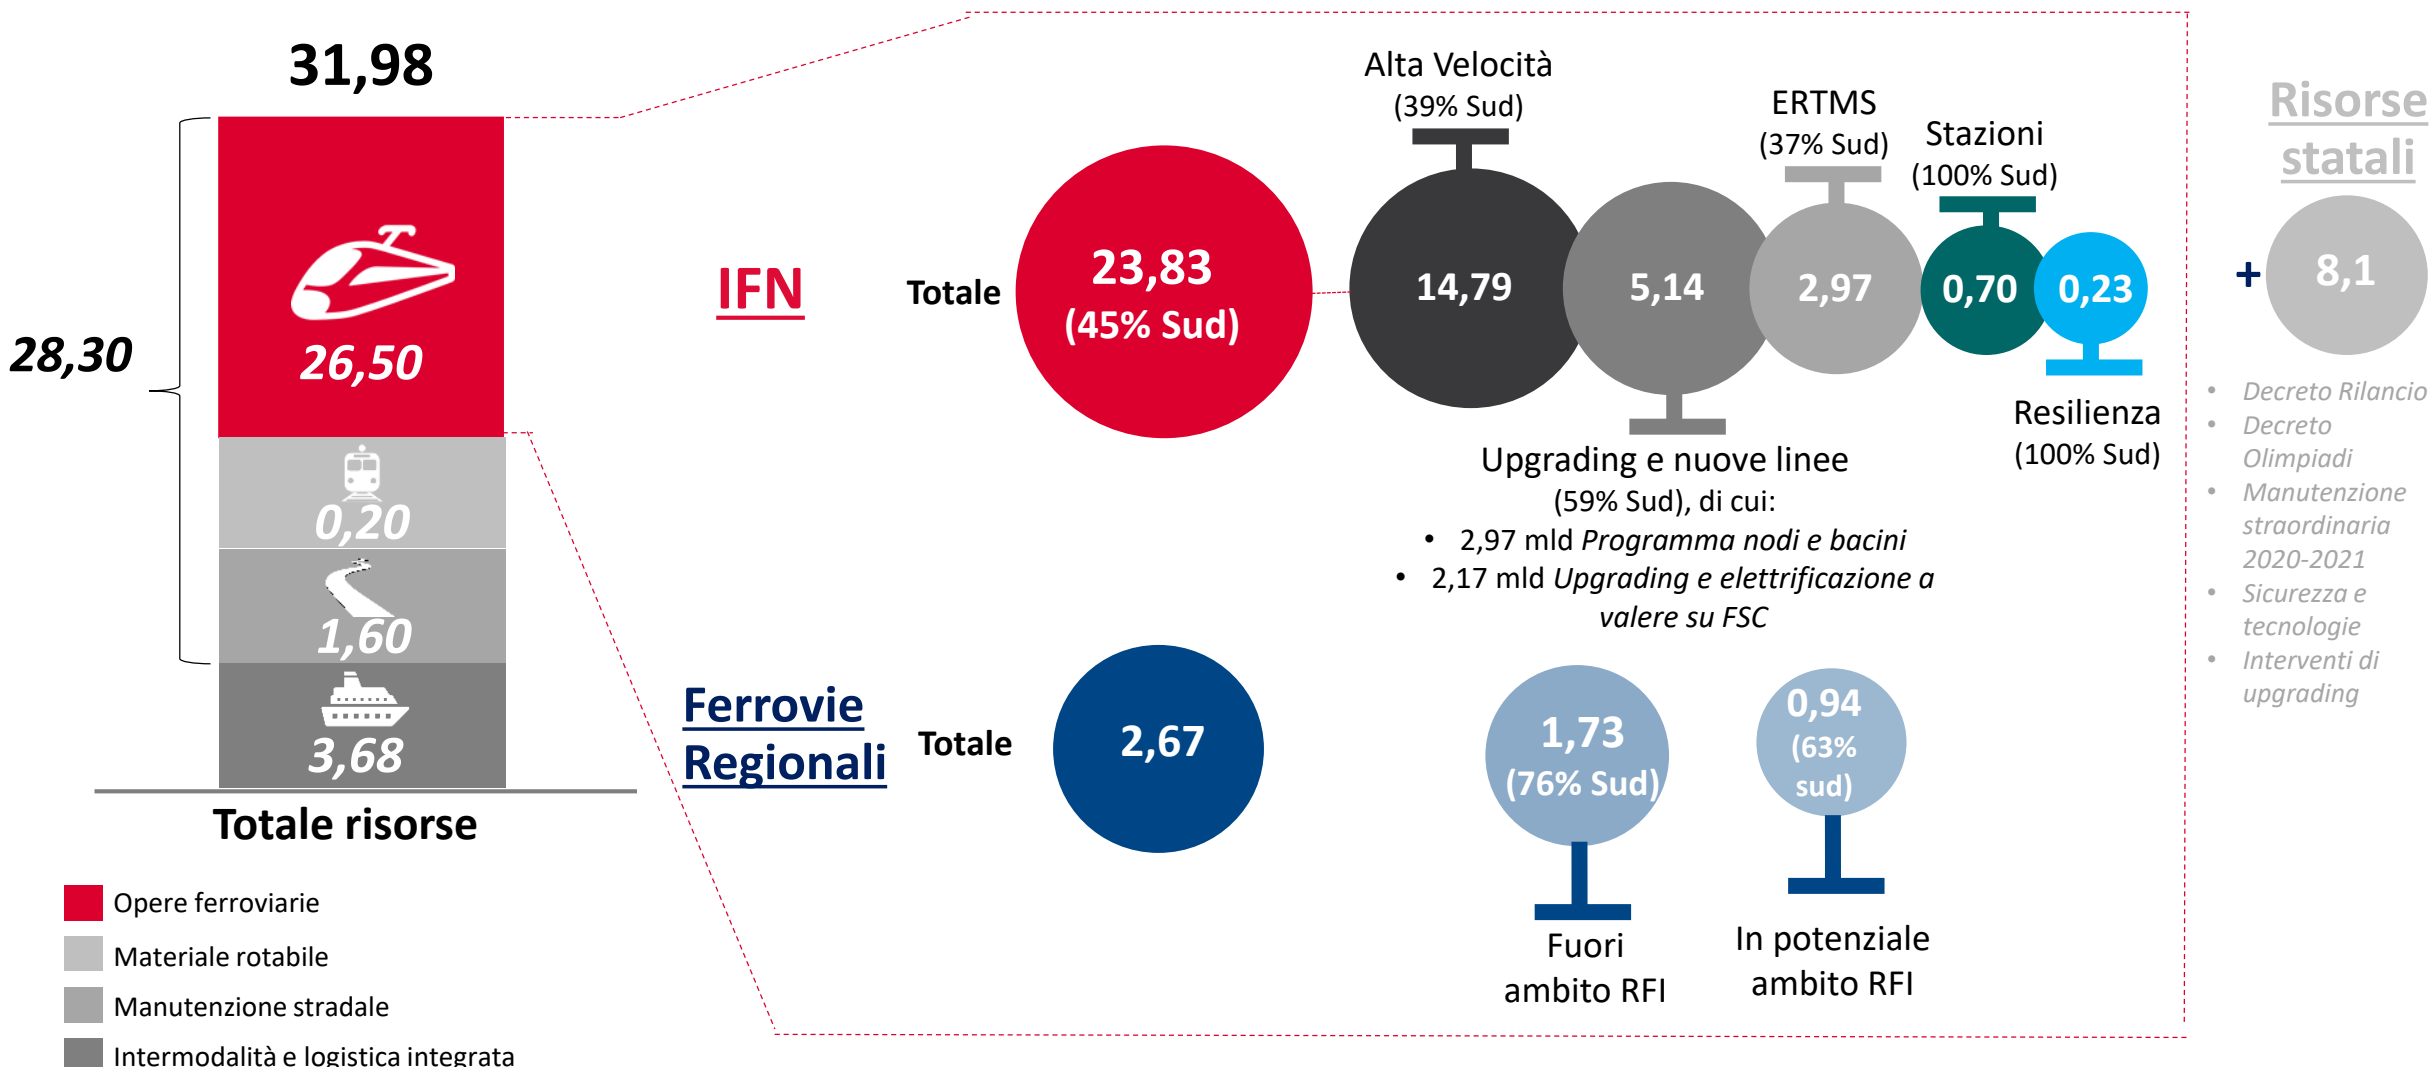 31,98
28,30
26,50
0,20
1,60
3,68
Totale risorse
Opere ferroviarie
Materiale rotabile
Manutenzione stradale
Intermodalità e logistica integrata
IFN
Totale
23,83
(45% Sud)
Alta Velocità
(39% Sud)
14,79
5,14
Upgrading e nuove linee
(59% Sud), di cui:
• 2,97 mld Programma nodi e bacini
• 2,17 mld Upgrading e elettrificazione a
valere su FSC
ERTMS
(37% Sud)
2,97
Stazioni
(100% Sud)
0,70
0,23
Resilienza
(100% Sud)
Ferrovie
Regionali
Totale
2,67
1,73
(76% Sud)
Fuori
ambito RFI
0,94
(63%
sud)
In potenziale
ambito RFI
Risorse
statali
+
8,1
• Decreto Rilancio
• Decreto
Olimpiadi
• Manutenzione
straordinaria
2020-2021
• Sicurezza e
tecnologie
• Interventi di
upgrading